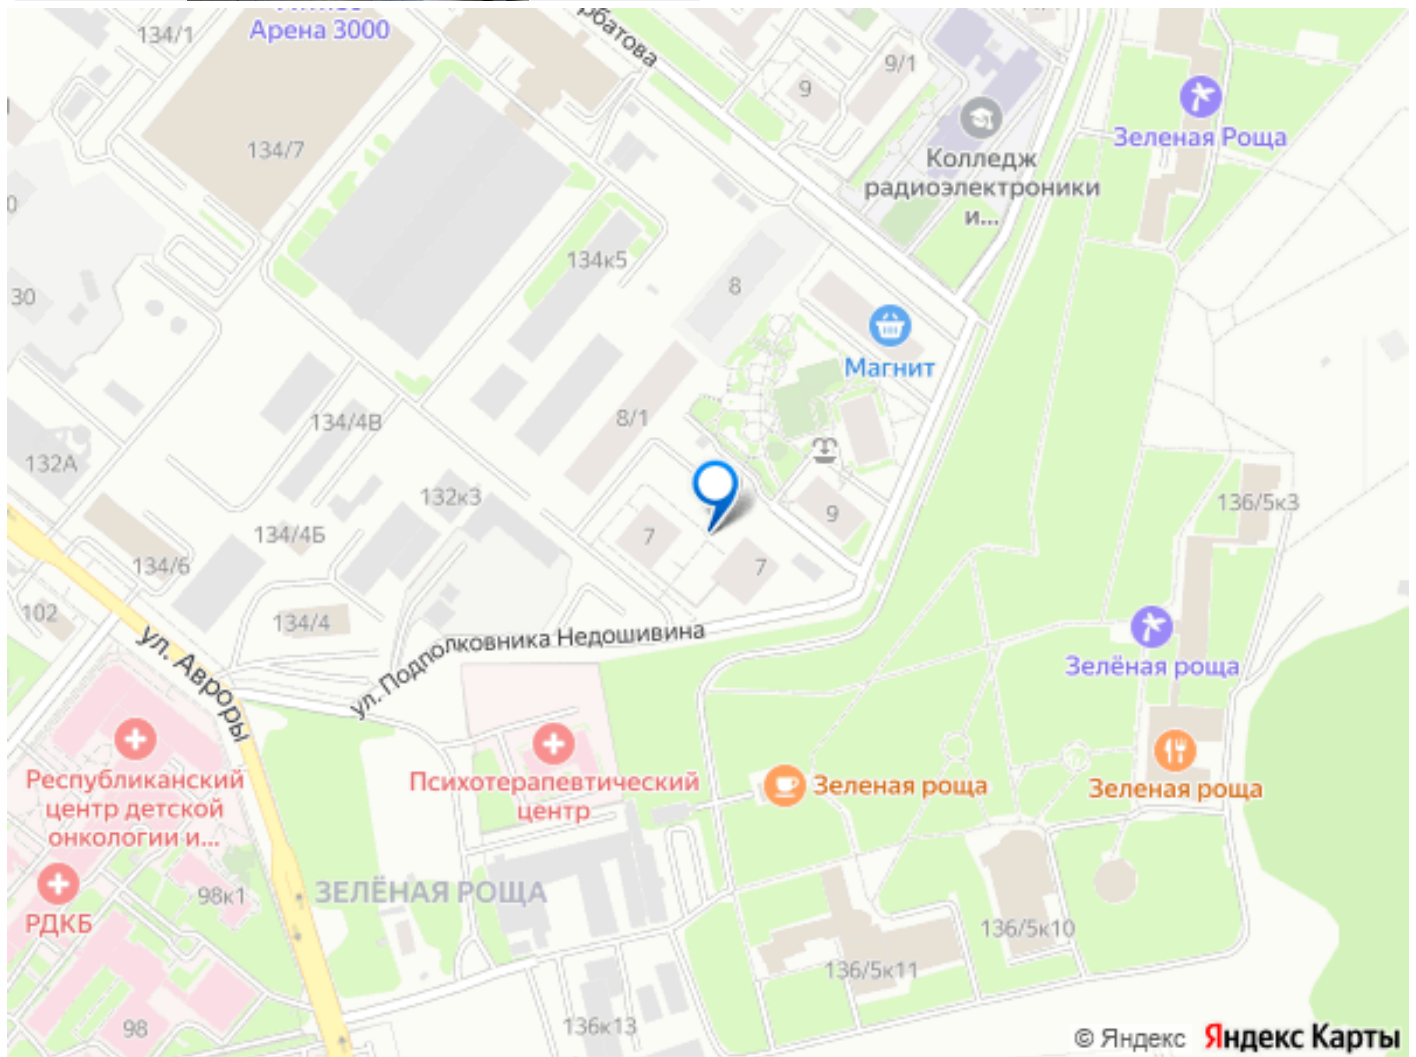 134/1
Арена 3000
рбатова
9/1
9
134/7
Колледж
радиоэлектроники
и...
Зеленая Роща
0
30
134к5
8
Магнит
8/1
134/4В
132А
132к3
134/4Б
134/6
7
7
9
136/5к3
102
134/4
ул. Авроры
ул. Подполковника Недошивина
Зелёная роща
Республиканский
центр детской
онкологии и...
Психотерапевтический
центр
Зеленая роща
Зеленая роща
РДКБ
98к1
ЗЕЛЁНАЯ РОЩА
136/5к10
136/5к11
98
136к13
© Яндекс Яндекс Карты